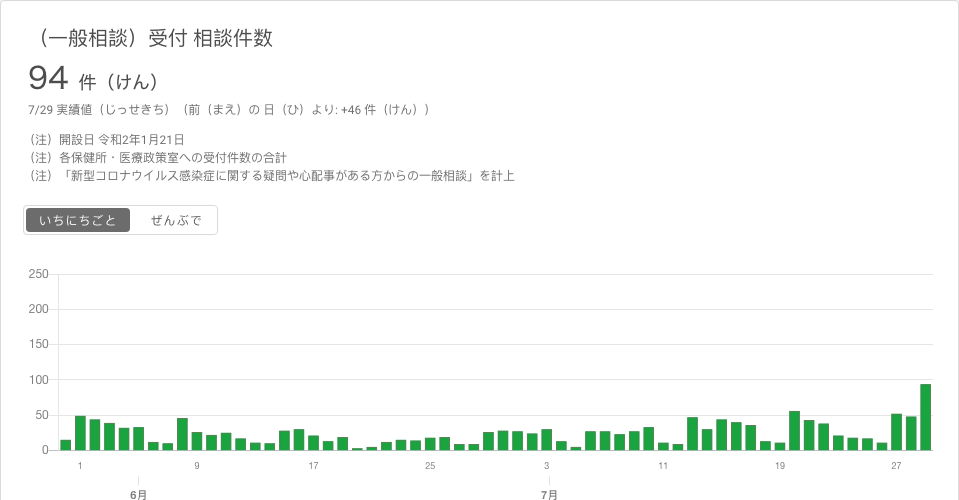 （一般相談）受付 相談件数
94 件（けん）
7/29 実績値（じっせきち）（前（まえ）の 日（ひ）より: +46 件（けん））
（注）開設日 令和2年1月21日
（注）各保健所・医療政策室への受付件数の合計
（注）「新型コロナウイルス感染症に関する疑問や心配事がある方からの一般相談」を計上
いちにちごと ぜんぶで
250
200
150
100
50
0
1 9 17 25 3 11 19 27
6月 7月